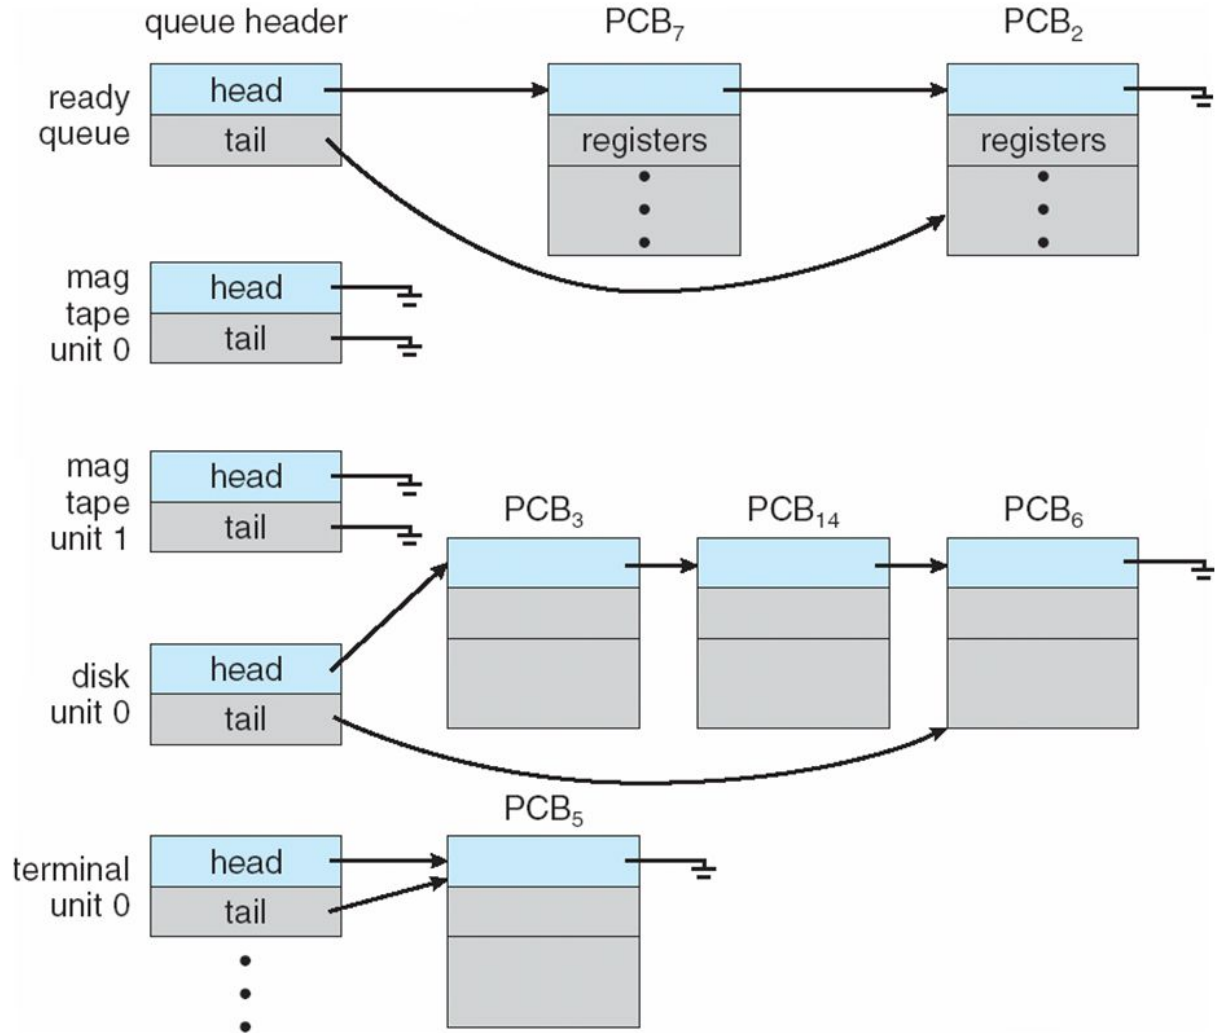 queue header
PCB₇
PCB₂
ready
queue
head
tail
registers
registers
mag
tape
unit 0
head
tail
mag
tape
unit 1
head
tail
PCB₃
PCB₁₄
PCB₆
disk
unit 0
head
tail
PCB₅
terminal
unit 0
head
tail